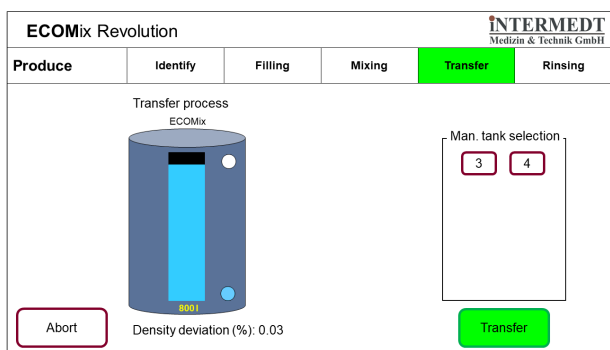 ECOMix Revolution
INTERMEDT
Medizin & Technik GmbH
Produce Identify Filling Mixing Transfer Rinsing
Transfer process
ECOMix
Man. tank selection
3 4
800 l
Abort
Density deviation (%): 0.03
Transfer